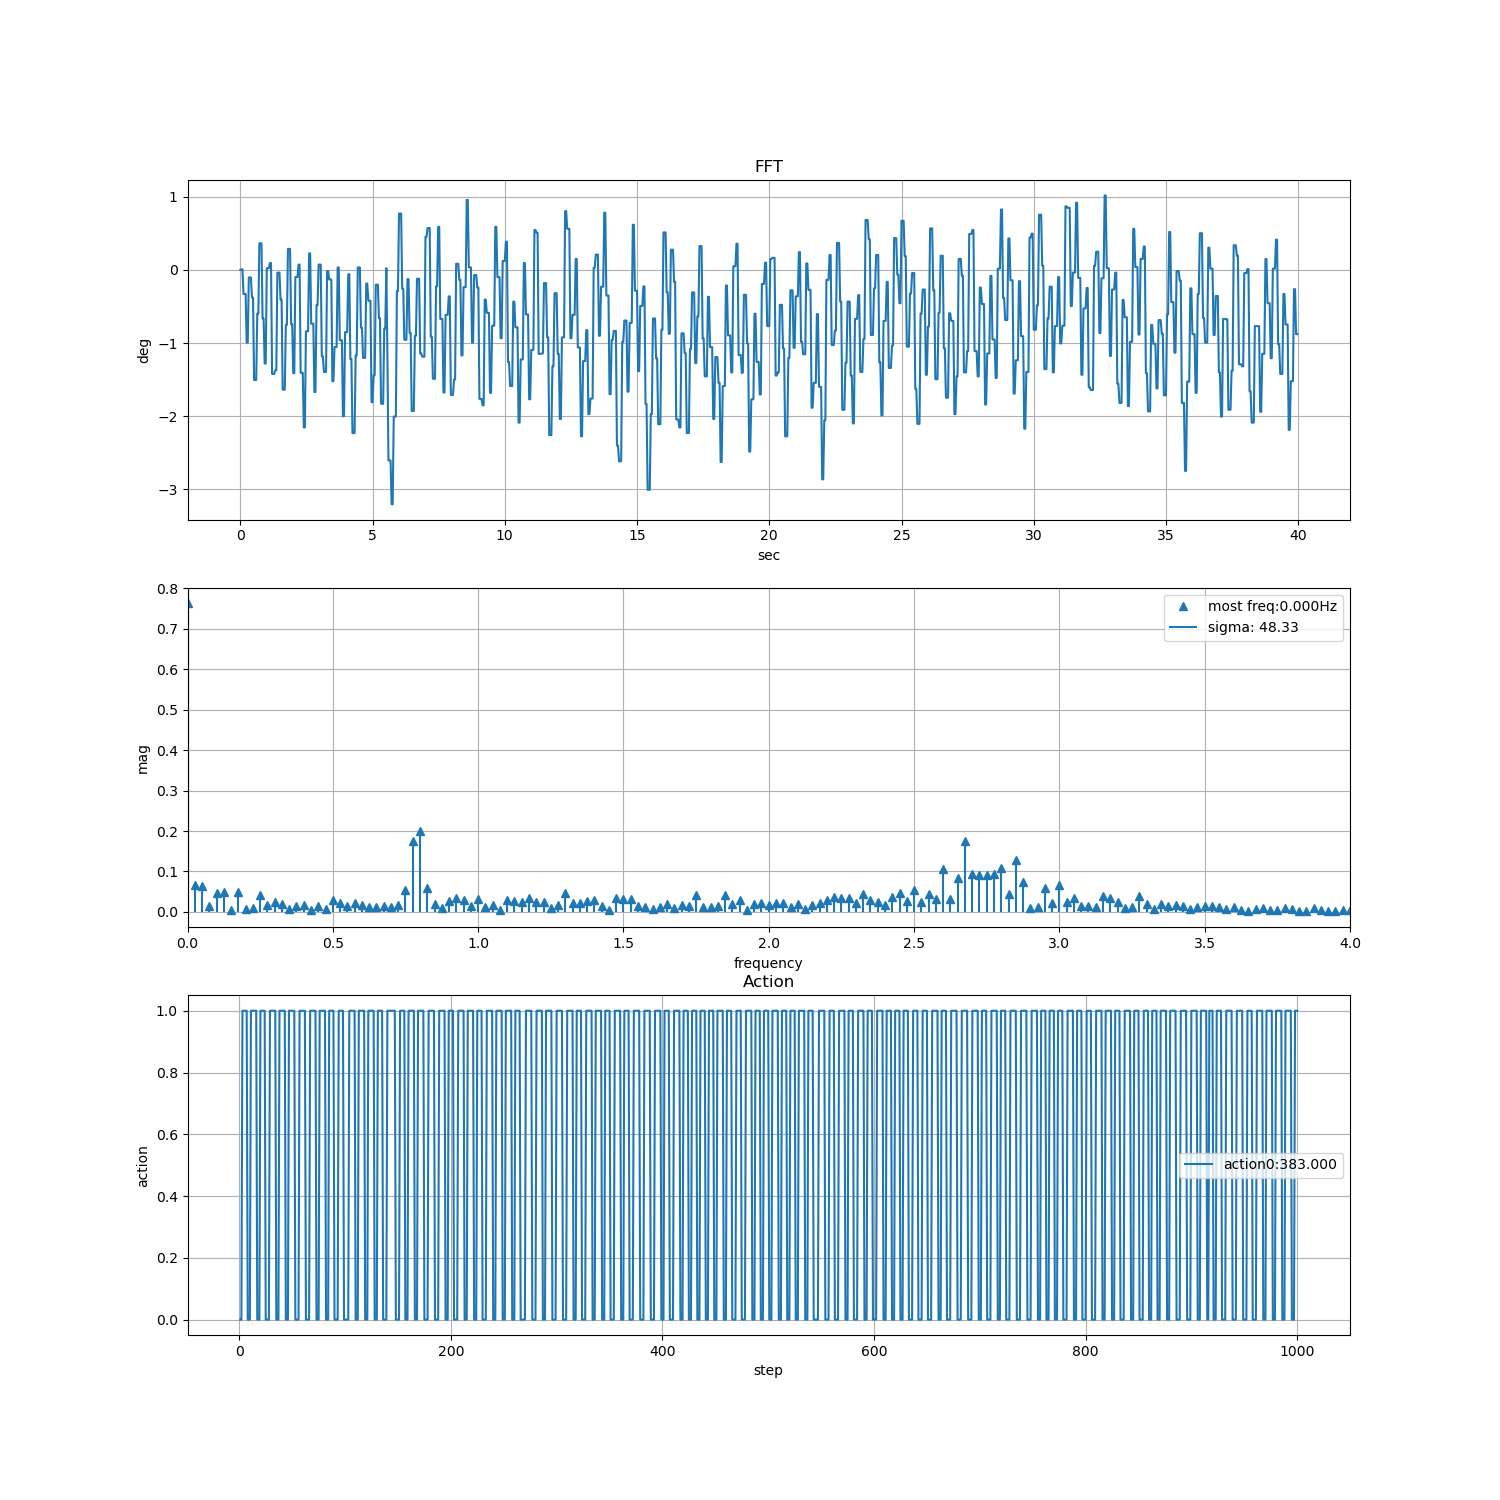 FFT
1
0
−1
−2
−3
deg
0 5 10 15 20 25 30 35 40
sec
0.8
0.7
0.6
0.5
0.4
0.3
0.2
0.1
0.0
mag
most freq:0.000Hz
sigma: 48.33
0.0 0.5 1.0 1.5 2.0 2.5 3.0 3.5 4.0
frequency
Action
1.0
0.8
0.6
0.4
0.2
0.0
action
action0:383.000
0 200 400 600 800 1000
step